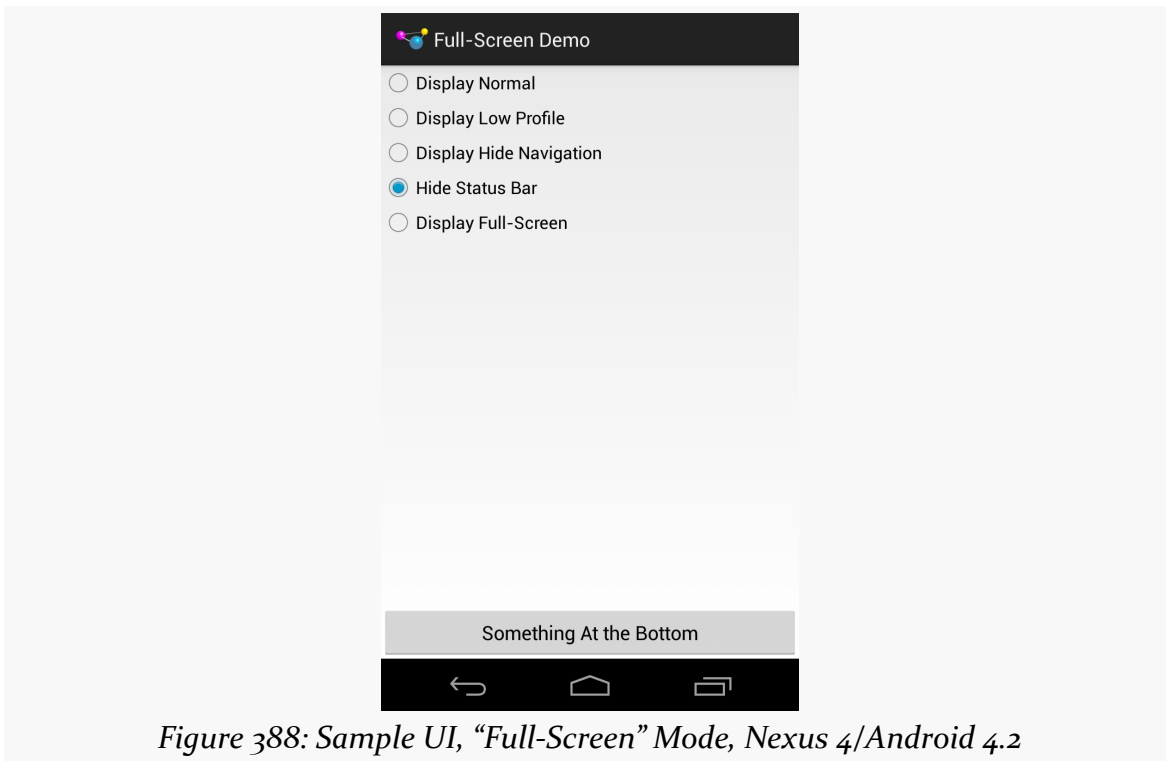 Full-Screen Demo
Display Normal
Display Low Profile
Display Hide Navigation
Hide Status Bar
Display Full-Screen
Something At the Bottom
Figure 388: Sample UI, “Full-Screen” Mode, Nexus 4/Android 4.2